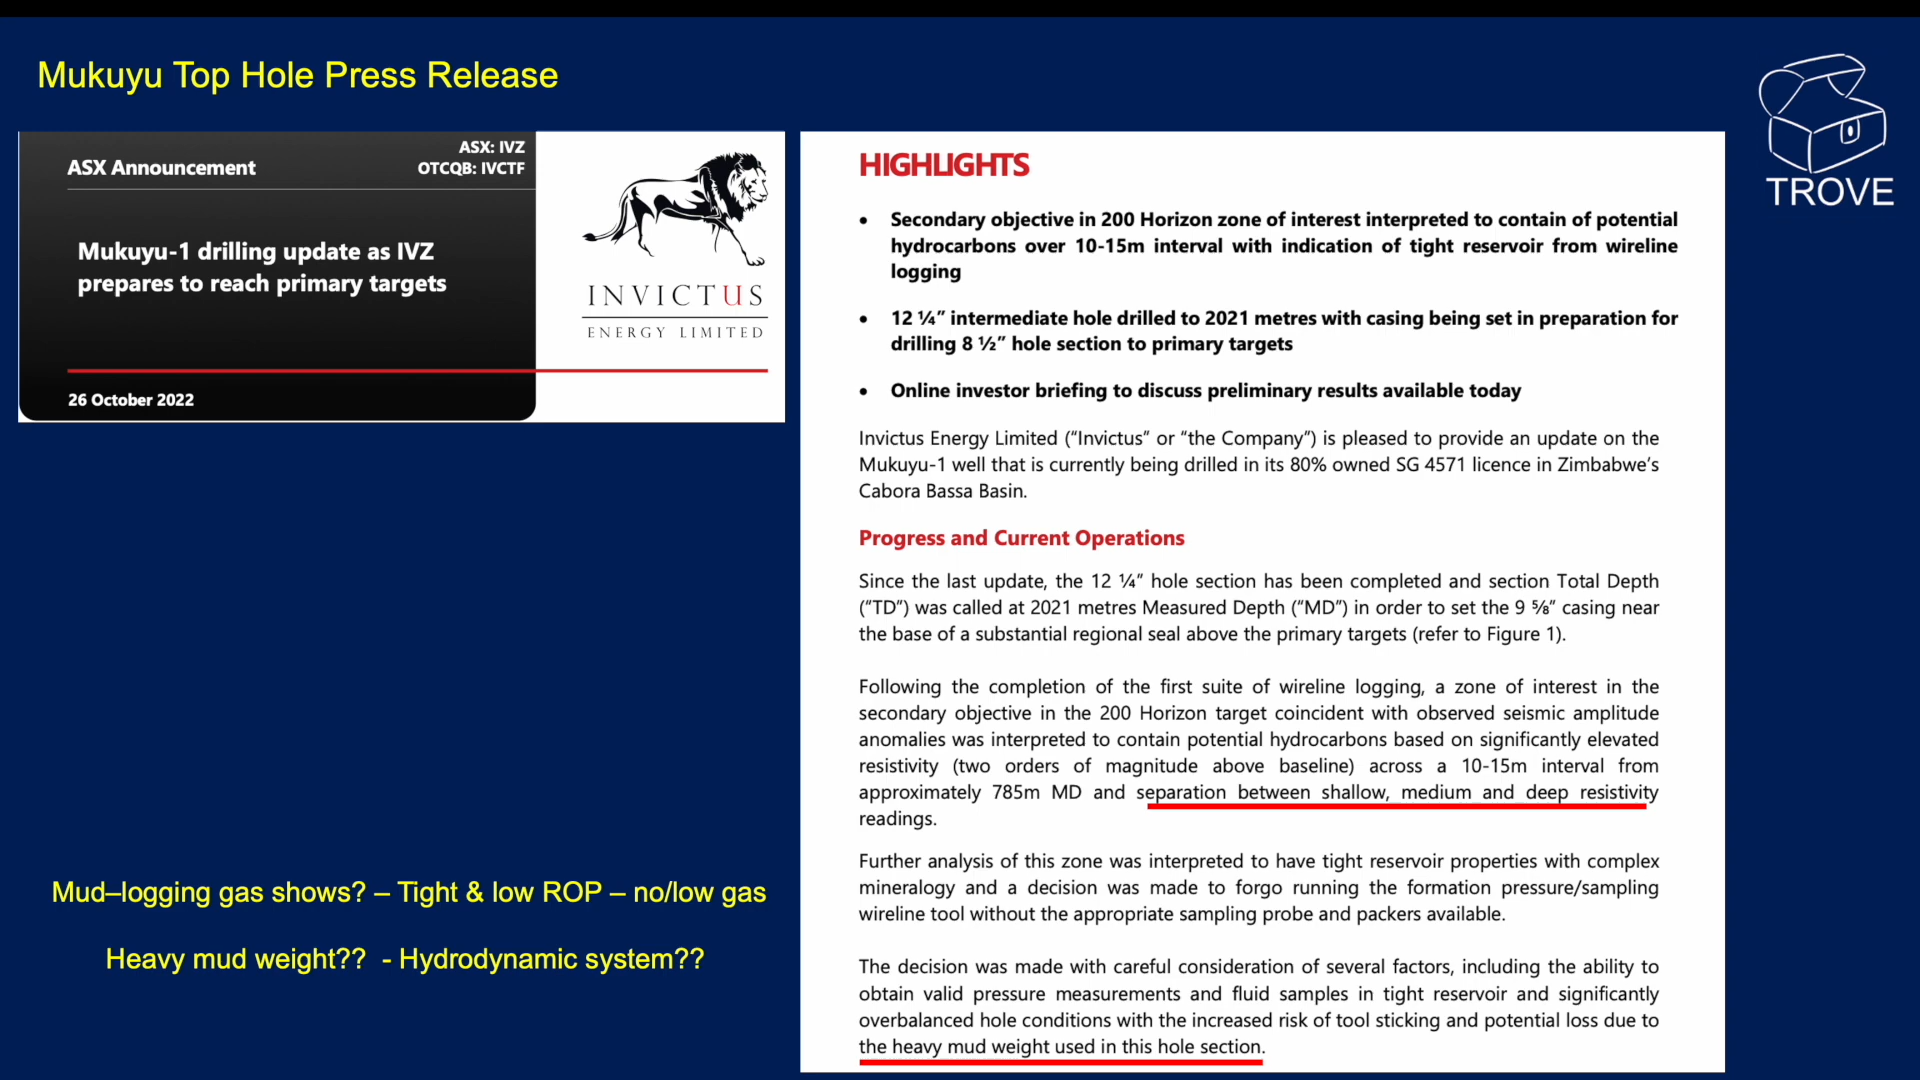 Mukuyu Top Hole Press Release
TROVE
ASX Announcement
ASX: IVZ
OTCQB: IVCTF
Mukuyu-1 drilling update as IVZ
prepares to reach primary targets
26 October 2022
INVICTUS
ENERGY LIMITED
Mud–logging gas shows? – Tight & low ROP – no/low gas
Heavy mud weight?? - Hydrodynamic system??
HIGHLIGHTS
• Secondary objective in 200 Horizon zone of interest interpreted to contain of potential
hydrocarbons over 10-15m interval with indication of tight reservoir from wireline
logging
• 12 ¼” intermediate hole drilled to 2021 metres with casing being set in preparation for
drilling 8 ½” hole section to primary targets
• Online investor briefing to discuss preliminary results available today
Invictus Energy Limited (“Invictus” or “the Company”) is pleased to provide an update on the
Mukuyu-1 well that is currently being drilled in its 80% owned SG 4571 licence in Zimbabwe’s
Cabora Bassa Basin.
Progress and Current Operations
Since the last update, the 12 ¼” hole section has been completed and section Total Depth
(“TD”) was called at 2021 metres Measured Depth (“MD”) in order to set the 9 ⅝” casing near
the base of a substantial regional seal above the primary targets (refer to Figure 1).
Following the completion of the first suite of wireline logging, a zone of interest in the
secondary objective in the 200 Horizon target coincident with observed seismic amplitude
anomalies was interpreted to contain potential hydrocarbons based on significantly elevated
resistivity (two orders of magnitude above baseline) across a 10-15m interval from
approximately 785m MD and separation between shallow, medium and deep resistivity
readings.
Further analysis of this zone was interpreted to have tight reservoir properties with complex
mineralogy and a decision was made to forgo running the formation pressure/sampling
wireline tool without the appropriate sampling probe and packers available.
The decision was made with careful consideration of several factors, including the ability to
obtain valid pressure measurements and fluid samples in tight reservoir and significantly
overbalanced hole conditions with the increased risk of tool sticking and potential loss due to
the heavy mud weight used in this hole section.